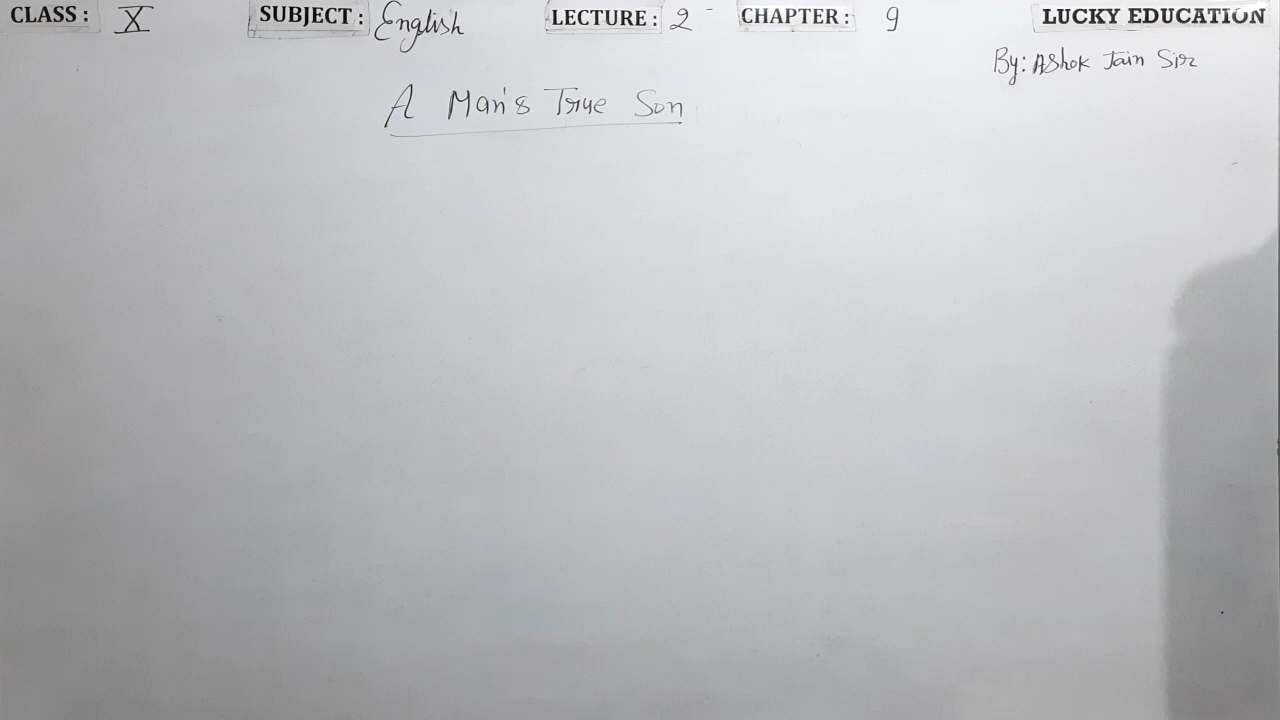 CLASS : X SUBJECT : English LECTURE : 2 CHAPTER : 9 LUCKY EDUCATION
By: Ashok Jain Sir
A Man's True Son